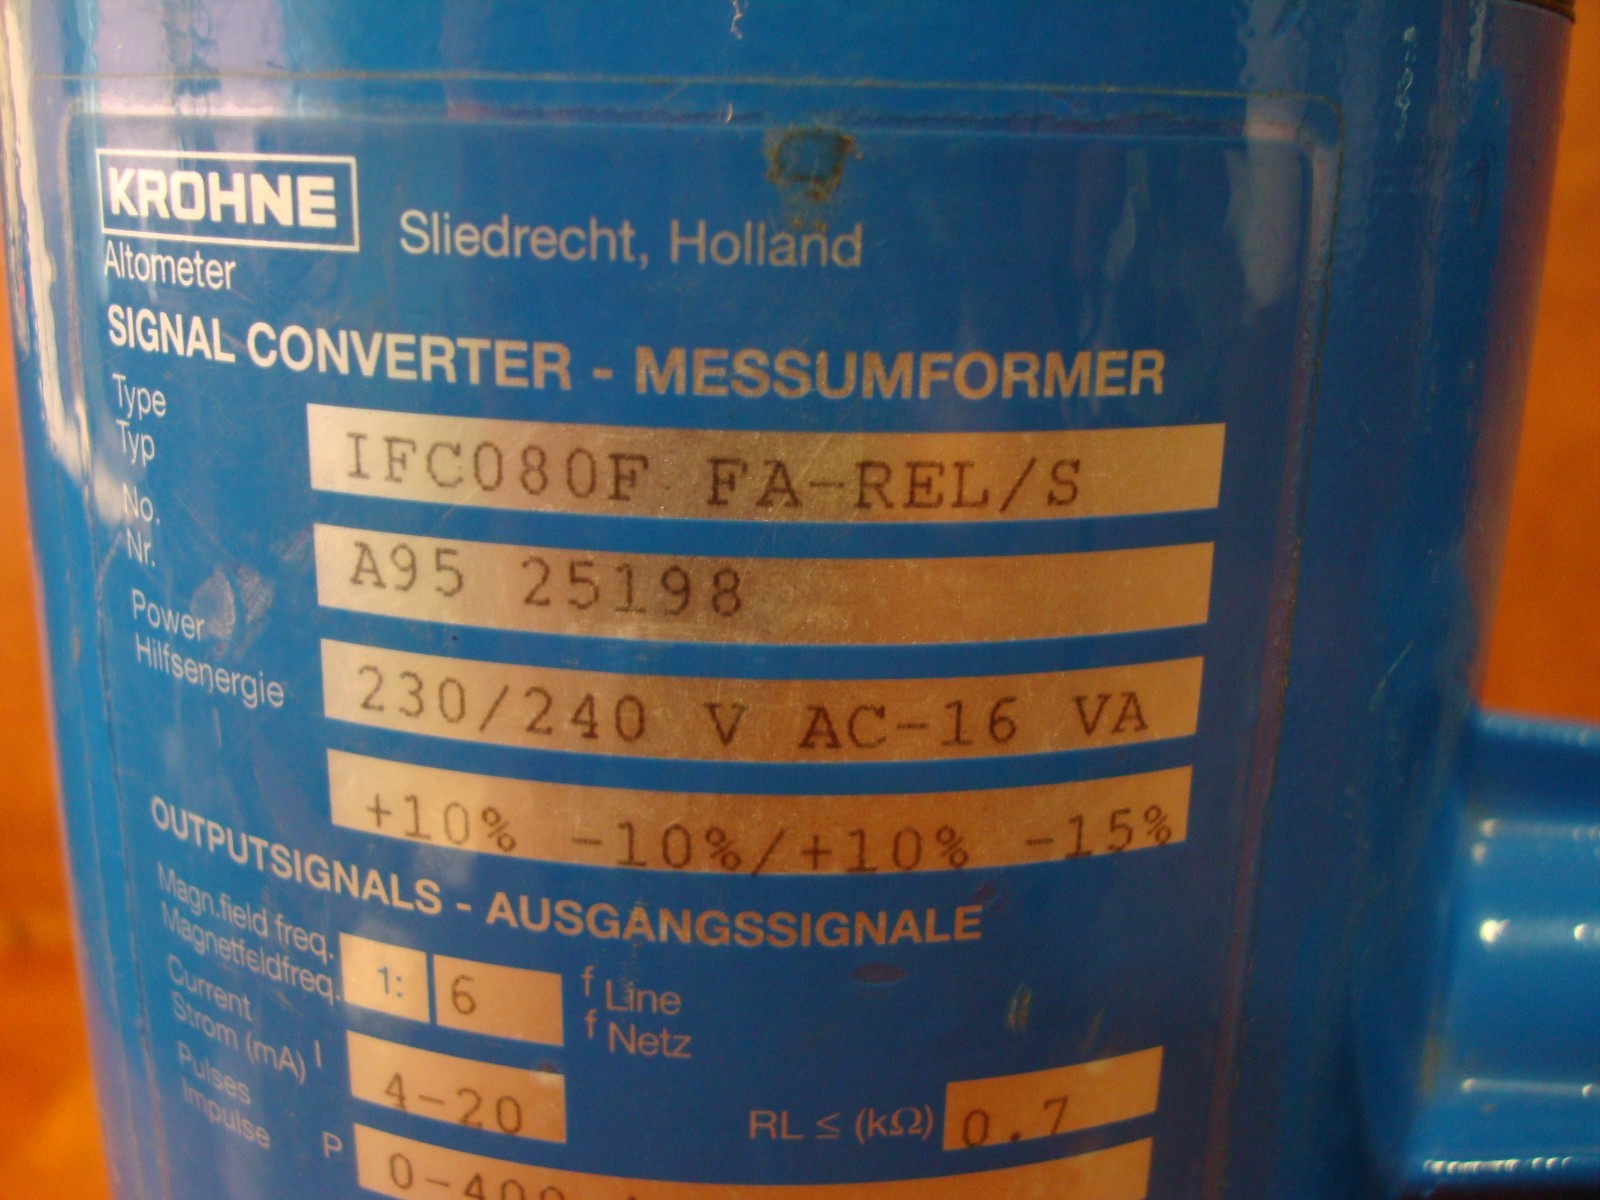 KROHNE
Altometer
Sliedrecht, Holland
SIGNAL CONVERTER - MESSUMFORMER
Type
Typ
IFC080F FA-REL/S
No.
Nr.
A95 25198
Power
Hilfsenergie
230/240 V AC-16 VA
+10% -10%/+10% -15%
OUTPUTSIGNALS - AUSGANGSSIGNALE
Magn.field freq.
Magnetfeldfreq.
1: 6
f Line
f Netz
Current
Strom (mA) I
4-20
RL ≤ (kΩ) 0.7
Pulses
Impulse
P